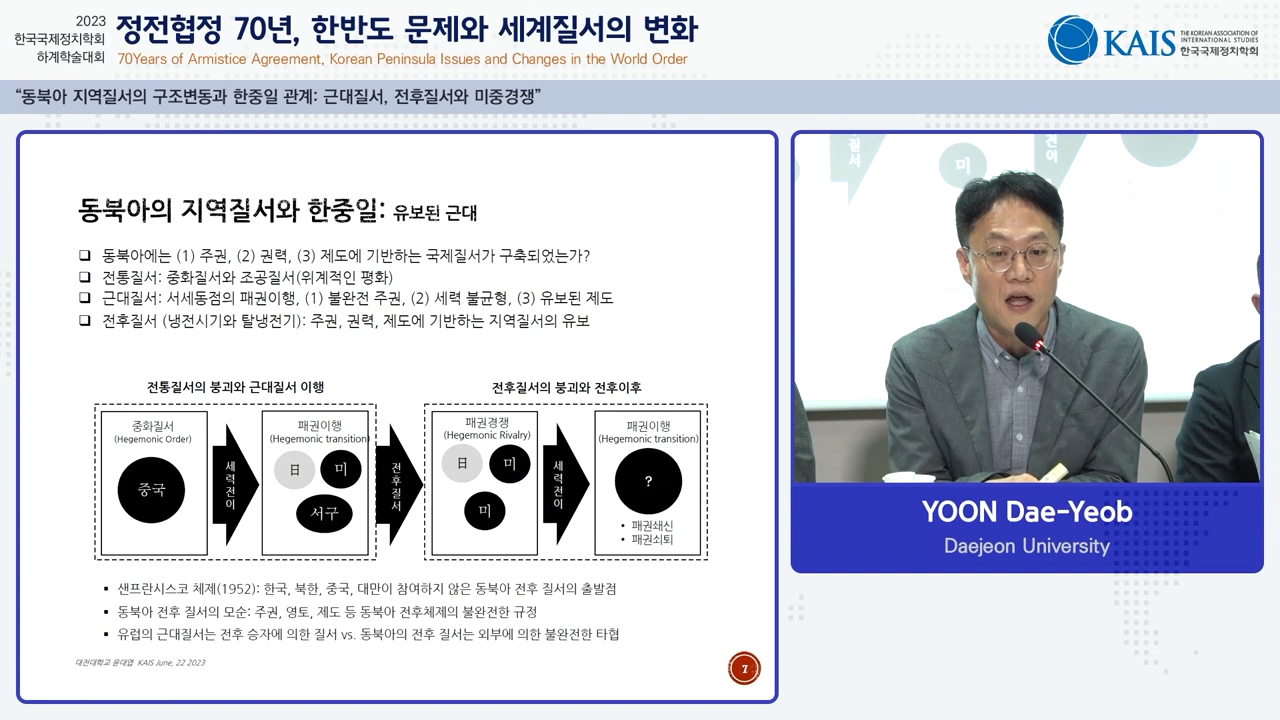 2023
한국국제정치학회
하계학술대회
정전협정 70년, 한반도 문제와 세계질서의 변화
70Years of Armistice Agreement, Korean Peninsula Issues and Changes in the World Order
KAIS
THE KOREAN ASSOCIATION OF
INTERNATIONAL STUDIES
한국국제정치학회
“동북아 지역질서의 구조변동과 한중일 관계: 근대질서, 전후질서와 미중경쟁”
동북아의 지역질서와 한중일: 유보된 근대
동북아에는 (1) 주권, (2) 권력, (3) 제도에 기반하는 국제질서가 구축되었는가?
전통질서: 중화질서와 조공질서(위계적인 평화)
근대질서: 서세동점의 패권이행, (1) 불완전 주권, (2) 세력 불균형, (3) 유보된 제도
전후질서 (냉전시기와 탈냉전기): 주권, 권력, 제도에 기반하는 지역질서의 유보
전통질서의 붕괴와 근대질서 이행
중화질서
(Hegemonic Order)
중국
세력전이
패권이행
(Hegemonic transition)
日
미
서구
전후질서
전후질서의 붕괴와 전후이후
패권경쟁
(Hegemonic Rivalry)
日
미
미
세력전이
패권이행
(Hegemonic transition)
?
• 패권쇄신
• 패권쇠퇴
▪ 샌프란시스코 체제(1952): 한국, 북한, 중국, 대만이 참여하지 않은 동북아 전후 질서의 출발점
▪ 동북아 전후 질서의 모순: 주권, 영토, 제도 등 동북아 전후체제의 불완전한 규정
▪ 유럽의 근대질서는 전후 승자에 의한 질서 vs. 동북아의 전후 질서는 외부에 의한 불완전한 타협
대전대학교 윤대엽 KAIS June, 22 2023
7
질서
미
전이
YOON Dae-Yeob
Daejeon University